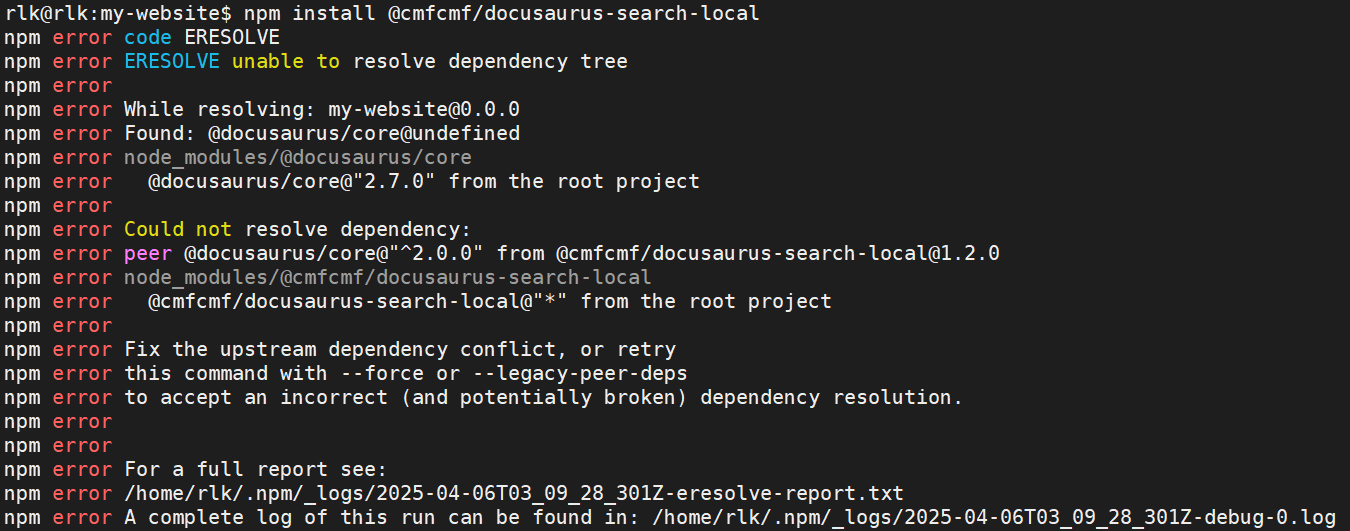 rlk@rlk:my-website$ npm install @cmfcmf/docusaurus-search-local
npm error code ERESOLVE
npm error ERESOLVE unable to resolve dependency tree
npm error
npm error While resolving: my-website@0.0.0
npm error Found: @docusaurus/core@undefined
npm error node_modules/@docusaurus/core
npm error   @docusaurus/core@"2.7.0" from the root project
npm error
npm error Could not resolve dependency:
npm error peer @docusaurus/core@"^2.0.0" from @cmfcmf/docusaurus-search-local@1.2.0
npm error node_modules/@cmfcmf/docusaurus-search-local
npm error   @cmfcmf/docusaurus-search-local@"*" from the root project
npm error
npm error Fix the upstream dependency conflict, or retry
npm error this command with --force or --legacy-peer-deps
npm error to accept an incorrect (and potentially broken) dependency resolution.
npm error
npm error
npm error For a full report see:
npm error /home/rlk/.npm/_logs/2025-04-06T03_09_28_301Z-eresolve-report.txt
npm error A complete log of this run can be found in: /home/rlk/.npm/_logs/2025-04-06T03_09_28_301Z-debug-0.log